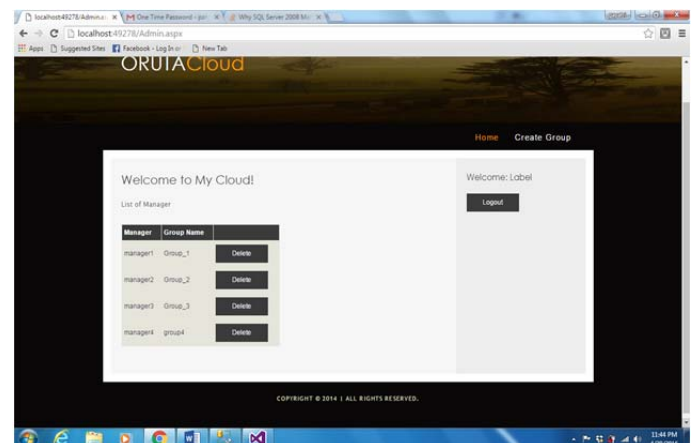 localhost:49278/Admin.a
One Time Password - 
Why SQL Server 2008
localhost:49278/Admin.aspx
Apps Suggested Sites Facebook - Log In or New Tab
ORUTACloud
Home Create Group
Welcome to My Cloud!
Welcome: Label
List of Manager
Logout
Manager Group Name
manager1 Group_1 Delete
manager2 Group_2 Delete
manager3 Group_3 Delete
manager4 group4 Delete
COPYRIGHT © 2014 | ALL RIGHTS RESERVED.
11:44 PM